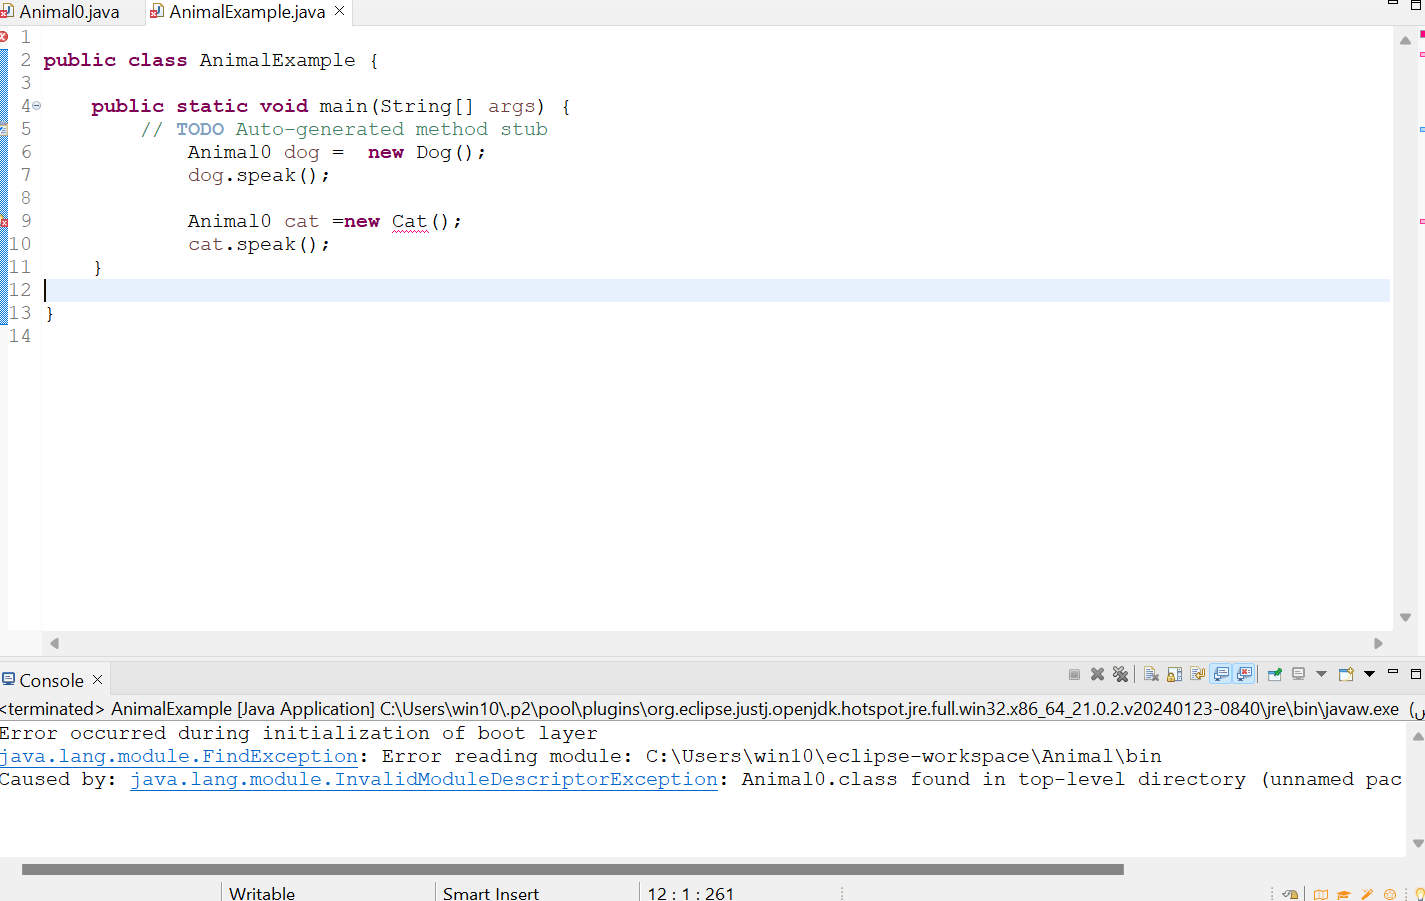 Animal0.java AnimalExample.java
1
2 public class AnimalExample {
3
4 public static void main(String[] args) {
5 // TODO Auto-generated method stub
6 Animal0 dog = new Dog();
7 dog.speak();
8
9 Animal0 cat =new Cat();
10 cat.speak();
11 }
12
13 }
14
Console
<terminated> AnimalExample [Java Application] C:\Users\win10\.p2\pool\plugins\org.eclipse.justj.openjdk.hotspot.jre.full.win32.x86_64_21.0.2.v20240123-0840\jre\bin\javaw.exe
Error occurred during initialization of boot layer
java.lang.module.FindException: Error reading module: C:\Users\win10\eclipse-workspace\Animal\bin
Caused by: java.lang.module.InvalidModuleDescriptorException: Animal0.class found in top-level directory (unnamed pac
Writable Smart Insert 12 : 1 : 261